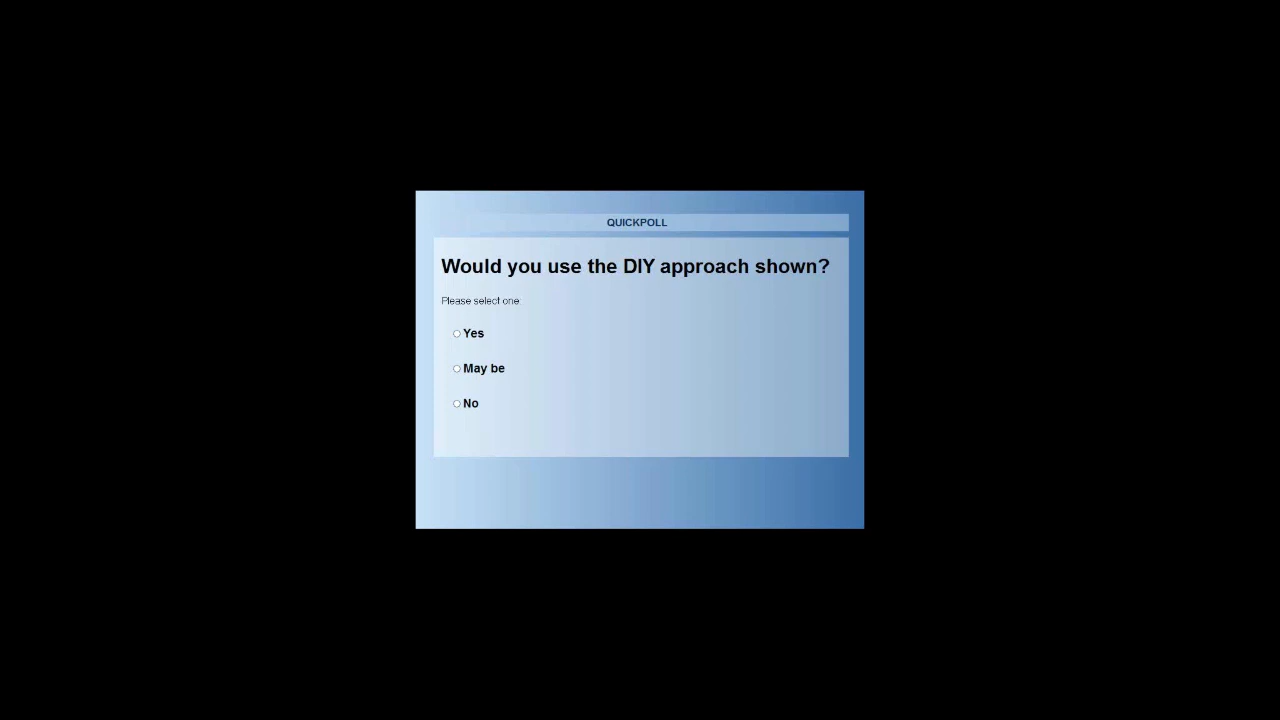 QUICKPOLL
Would you use the DIY approach shown?
Please select one:
Yes
May be
No